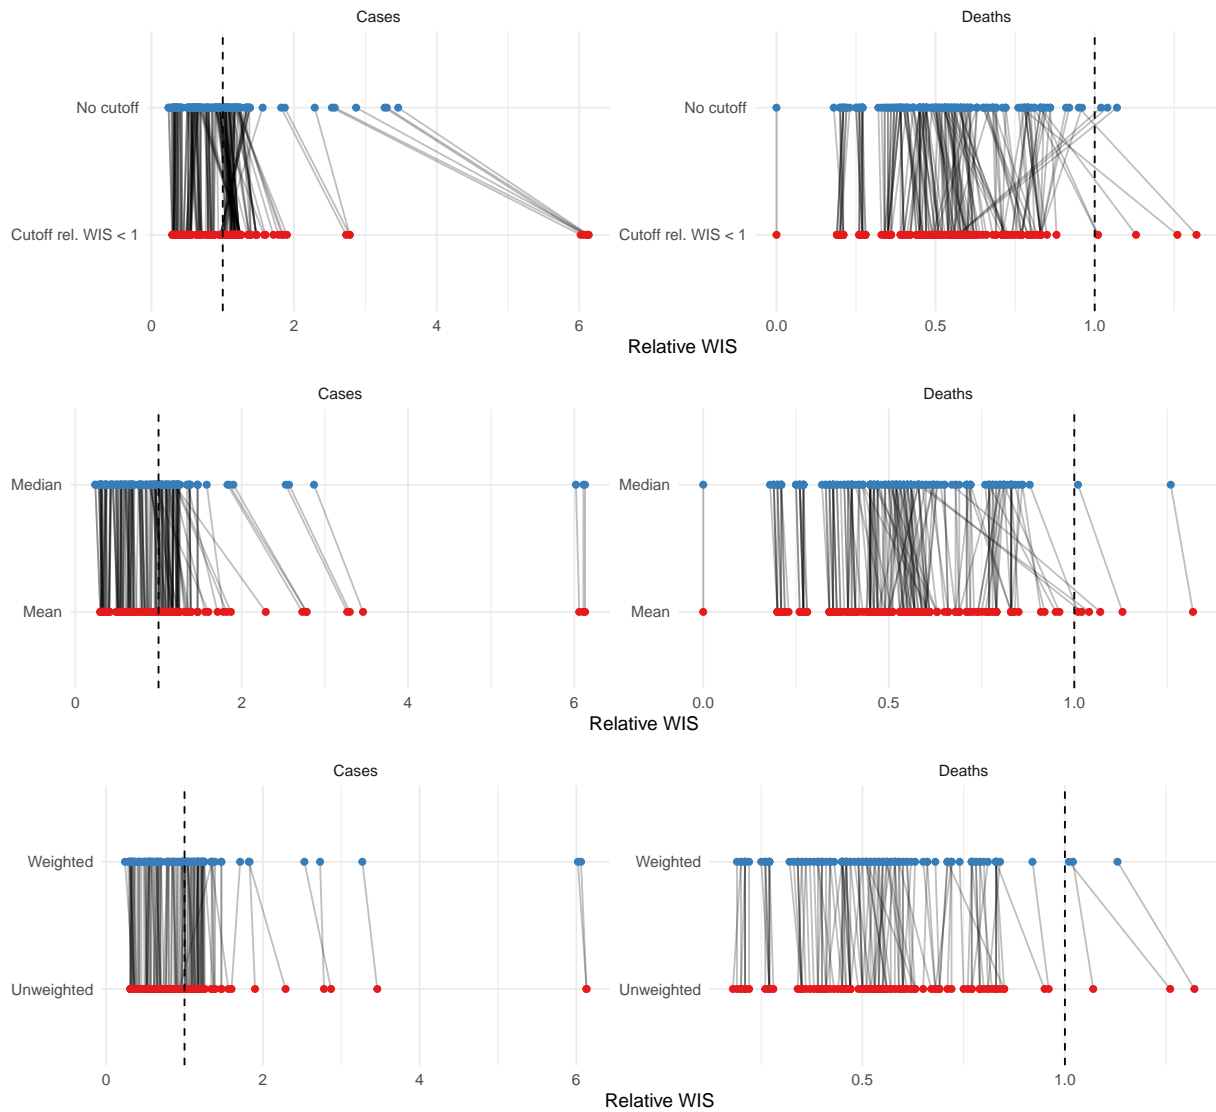 Cases Deaths
No cutoff No cutoff
Cutoff rel. WIS < 1 Cutoff rel. WIS < 1
0 2 4 6 0.0 0.5 1.0
Relative WIS
Cases Deaths
Median Median
Mean Mean
0 2 4 6 0.0 0.5 1.0
Relative WIS
Cases Deaths
Weighted Weighted
Unweighted Unweighted
0 2 4 6 0.5 1.0
Relative WIS